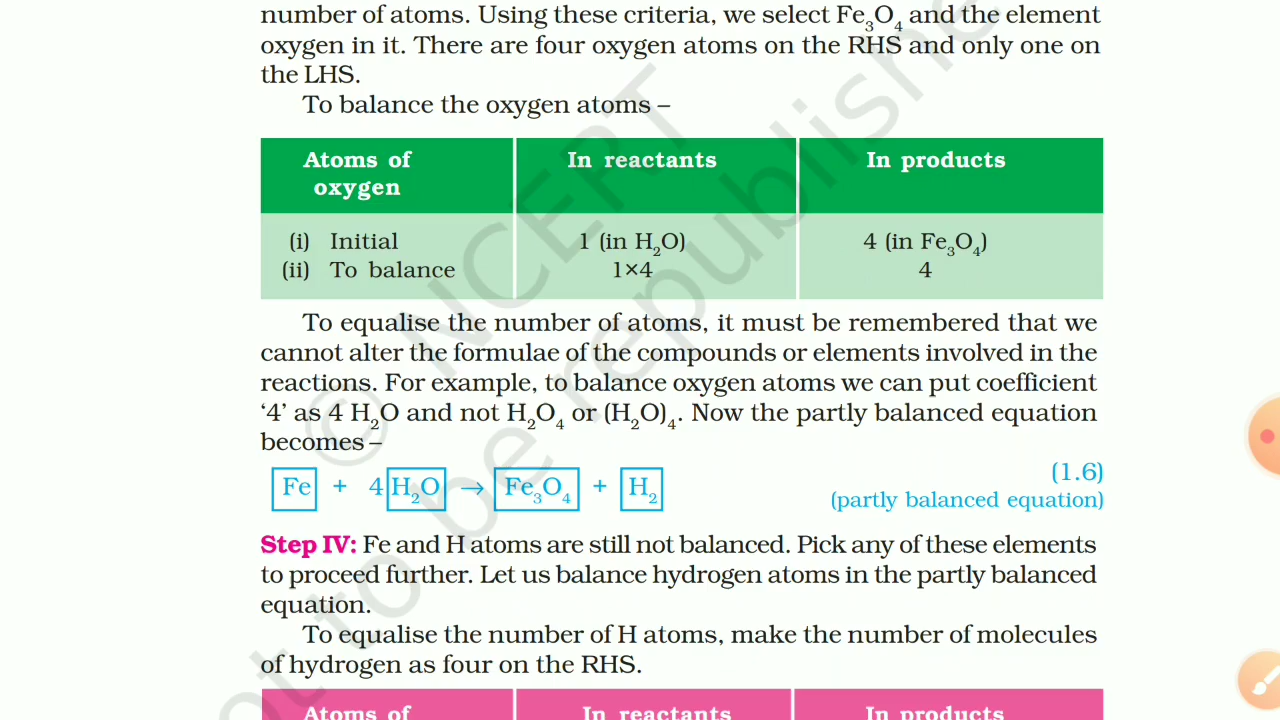 number of atoms. Using these criteria, we select Fe₃O₄ and the element
oxygen in it. There are four oxygen atoms on the RHS and only one on
the LHS.
To balance the oxygen atoms –
Atoms of oxygen In reactants In products
(i) Initial 1 (in H₂O) 4 (in Fe₃O₄)
(ii) To balance 1×4 4
To equalise the number of atoms, it must be remembered that we
cannot alter the formulae of the compounds or elements involved in the
reactions. For example, to balance oxygen atoms we can put coefficient
‘4’ as 4 H₂O and not H₂O₄ or (H₂O)₄. Now the partly balanced equation
becomes –
Fe + 4 H₂O → Fe₃O₄ + H₂ (1.6)
(partly balanced equation)
Step IV: Fe and H atoms are still not balanced. Pick any of these elements
to proceed further. Let us balance hydrogen atoms in the partly balanced
equation.
To equalise the number of H atoms, make the number of molecules
of hydrogen as four on the RHS.
Atoms of In reactants In products
© NCERT
not to be republishe